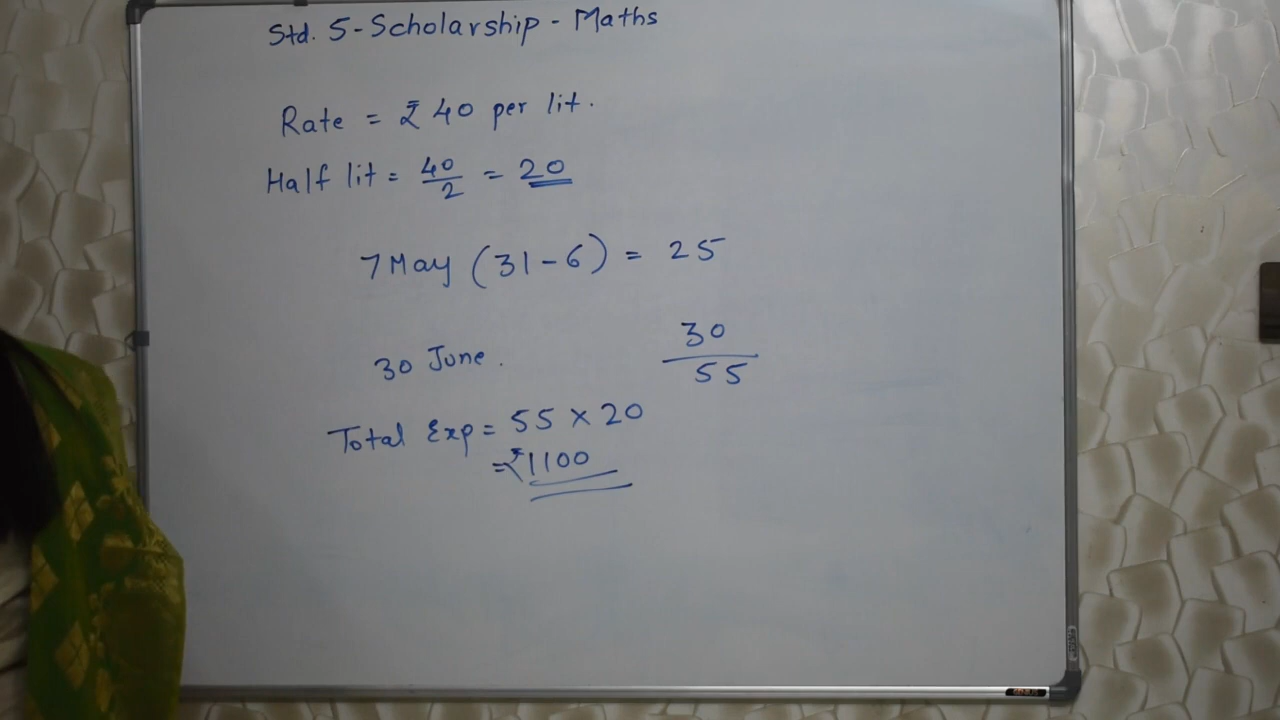 Std. 5 - Scholarship - Maths
Rate = ₹ 40 per lit.
Half lit = 40/2 = 20
7 May (31 - 6) = 25
30
30 June.
55
Total Exp = 55 × 20
= ₹1100